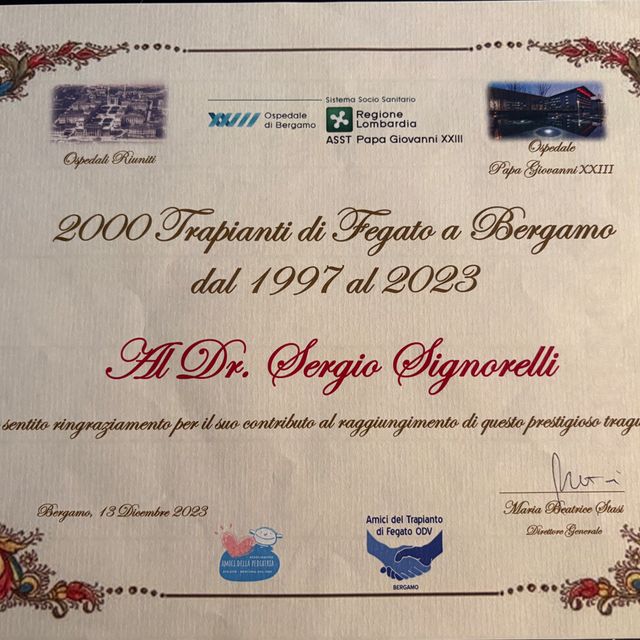 Sistema Socio Sanitario
XXIII Ospedale di Bergamo
Regione Lombardia
ASST Papa Giovanni XXIII
Ospedali Riuniti
Ospedale
Papa Giovanni XXIII
2000 Trapianti di Fegato a Bergamo
dal 1997 al 2023
Al Dr. Sergio Signorelli
sentito ringraziamento per il suo contributo al raggiungimento di questo prestigioso
Bergamo, 13 Dicembre 2023
Maria Beatrice Stasi
Direttore Generale
AMICI DELLA PEDIATRIA
Amici del Trapianto
di Fegato ODV
BERGAMO